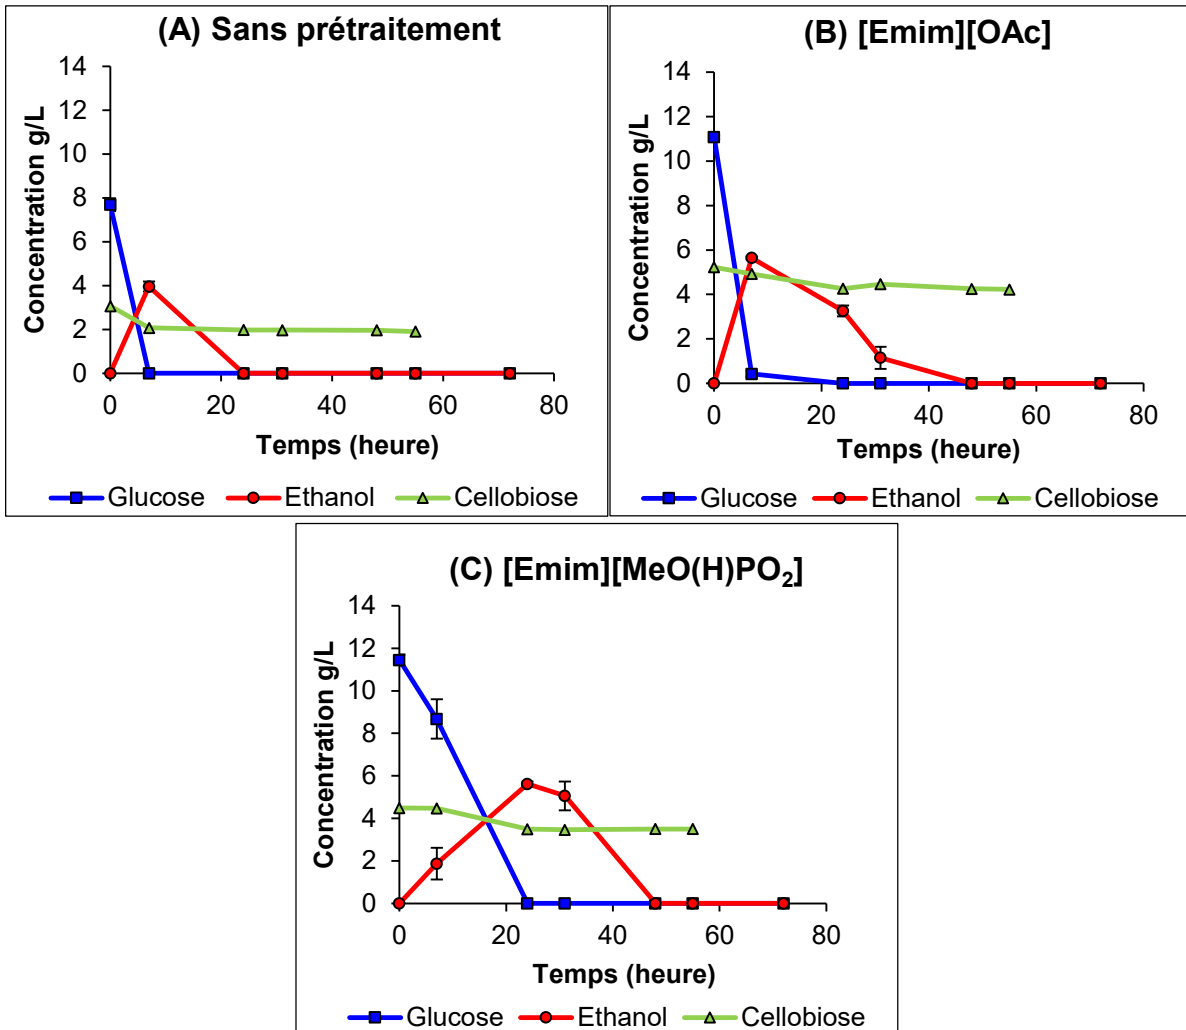 (A) Sans prétraitement
Concentration g/L
14
12
10
8
6
4
2
0
0 20 40 60 80
Temps (heure)
Glucose Ethanol Cellobiose
(B) [Emim][OAc]
Concentration g/L
14
12
10
8
6
4
2
0
0 20 40 60 80
Temps (heure)
Glucose Ethanol Cellobiose
(C) [Emim][MeO(H)PO₂]
Concentration g/L
14
12
10
8
6
4
2
0
0 20 40 60 80
Temps (heure)
Glucose Ethanol Cellobiose